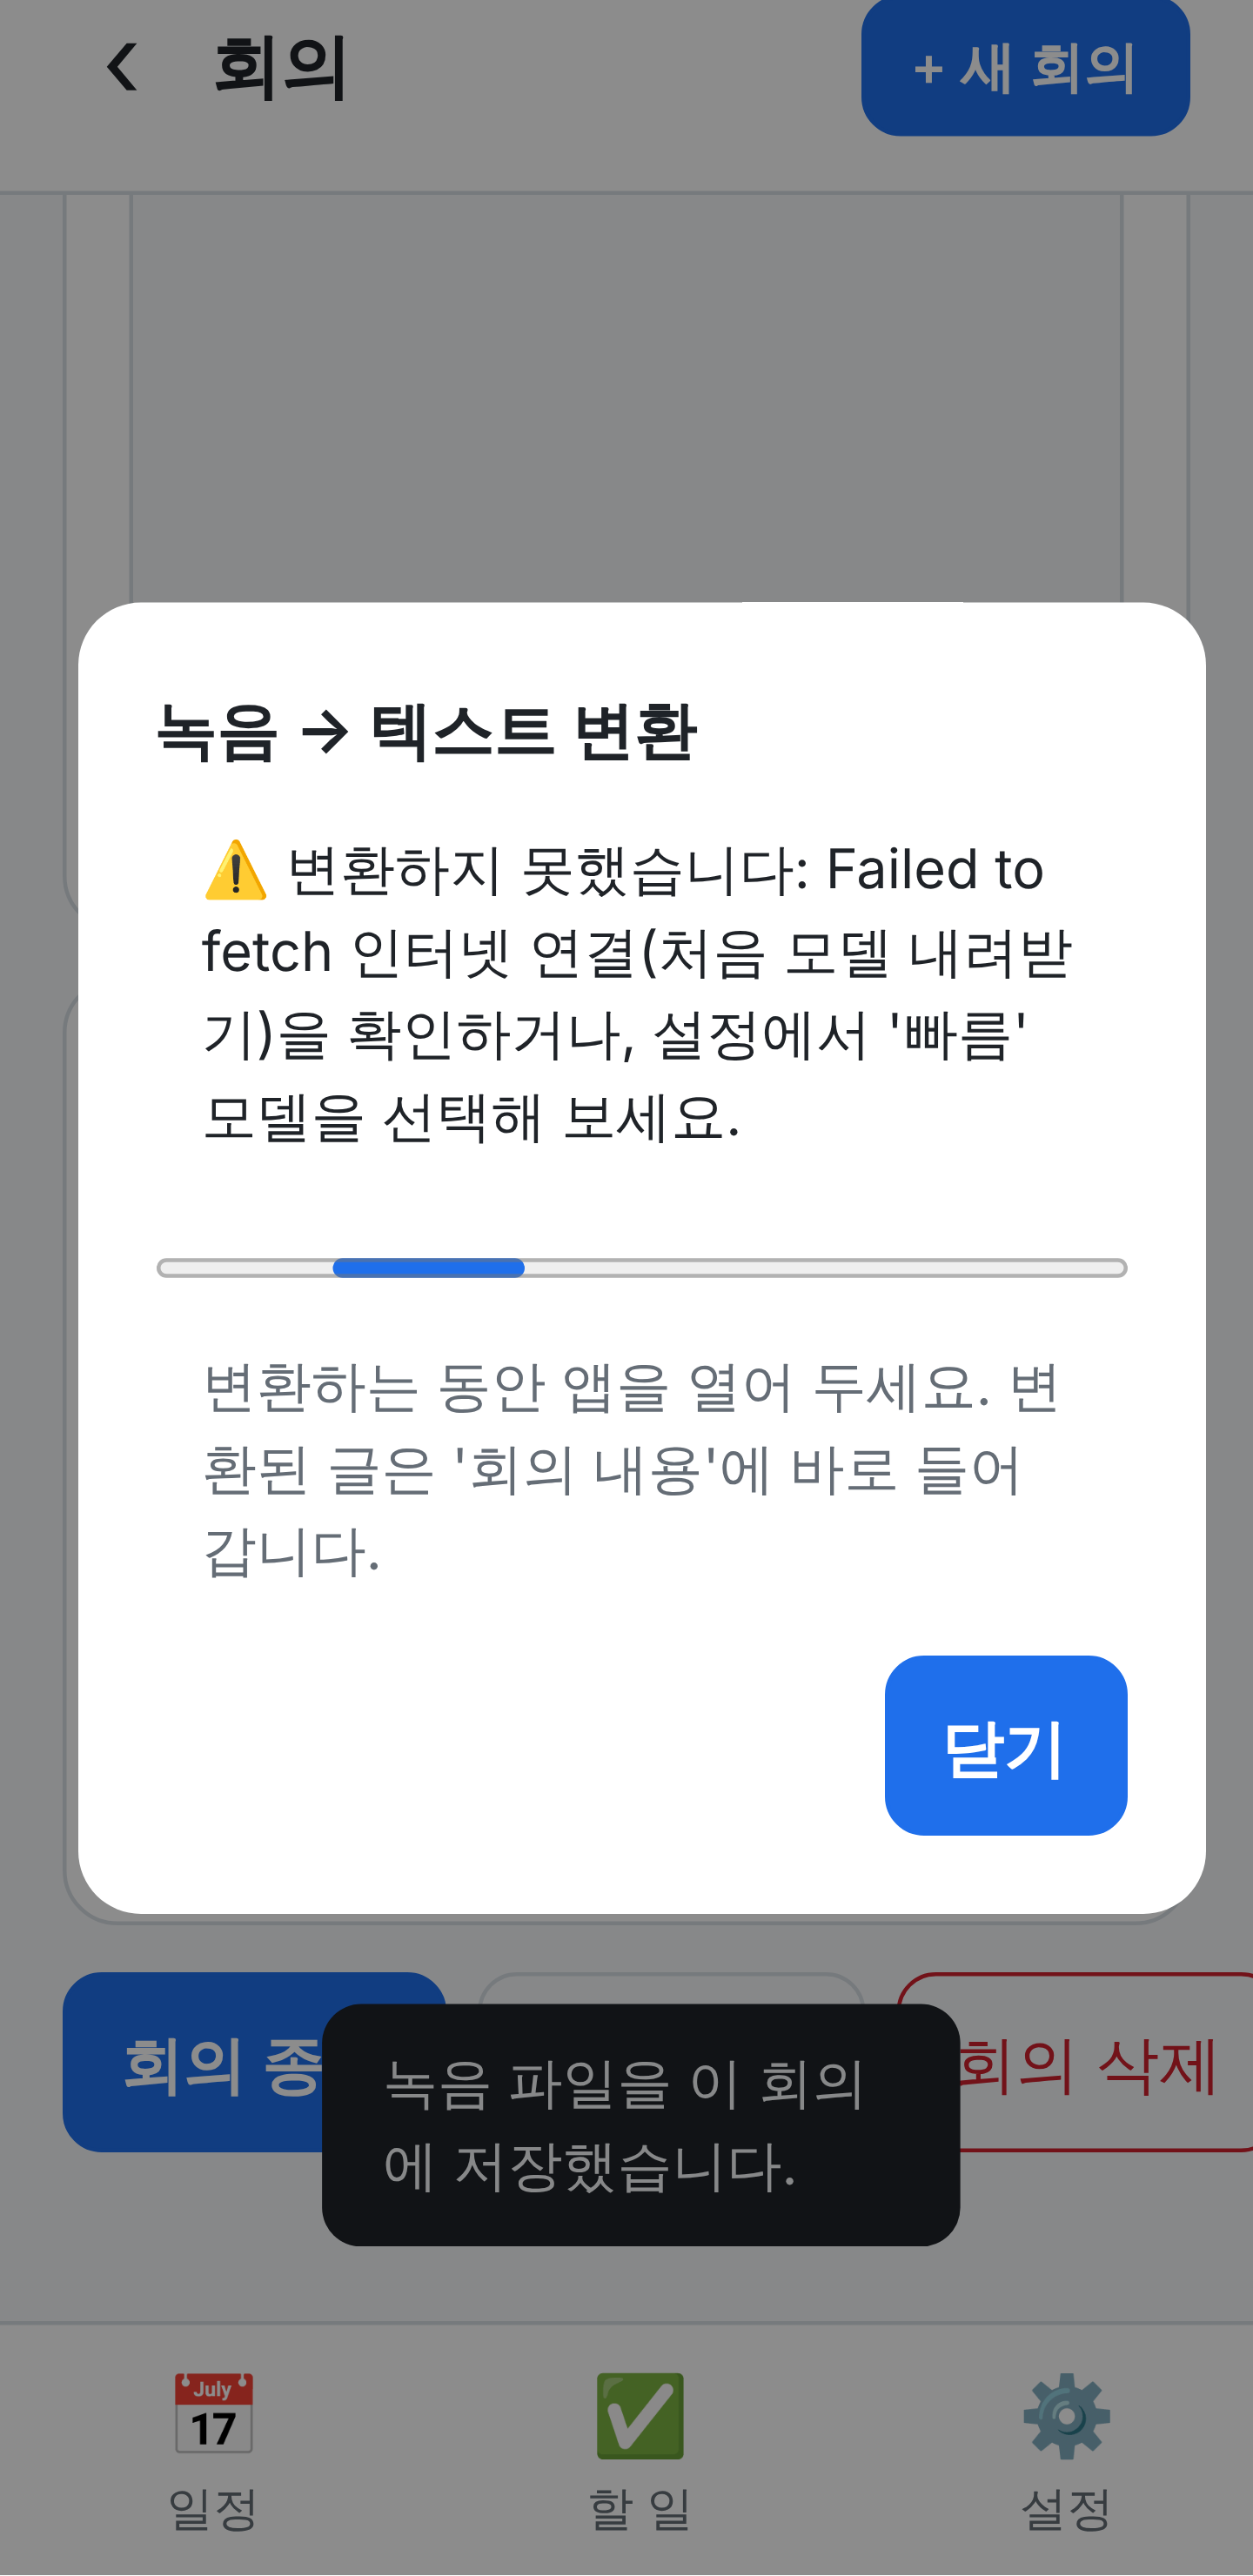 회의
+ 새 회의
녹음 → 텍스트 변환
⚠️ 변환하지 못했습니다: Failed to
fetch 인터넷 연결(처음 모델 내려받
기)을 확인하거나, 설정에서 '빠름'
모델을 선택해 보세요.
변환하는 동안 앱을 열어 두세요. 변
환된 글은 '회의 내용'에 바로 들어
갑니다.
닫기
회의 종
회의 삭제
녹음 파일을 이 회의
에 저장했습니다.
July
17
일정
할 일
설정